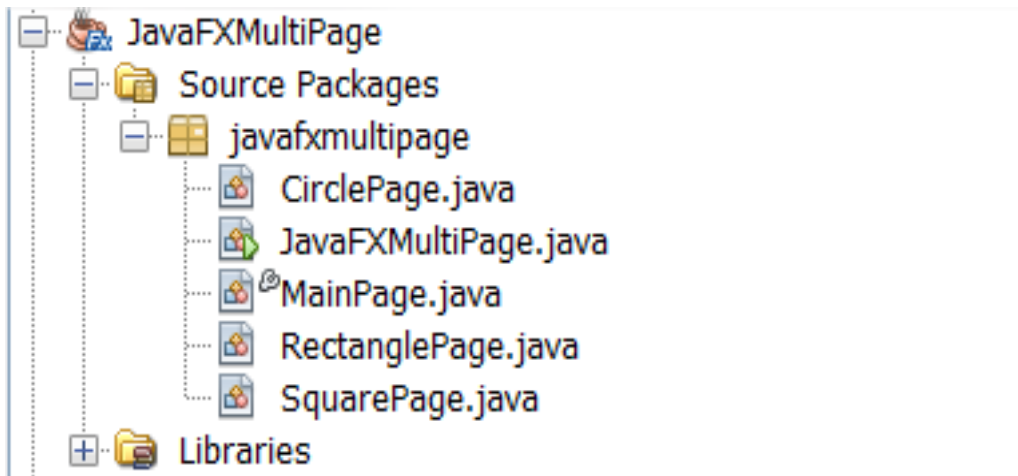 JavaFXMultiPage
Source Packages
javafxmultipage
CirclePage.java
JavaFXMultiPage.java
MainPage.java
RectanglePage.java
SquarePage.java
Libraries